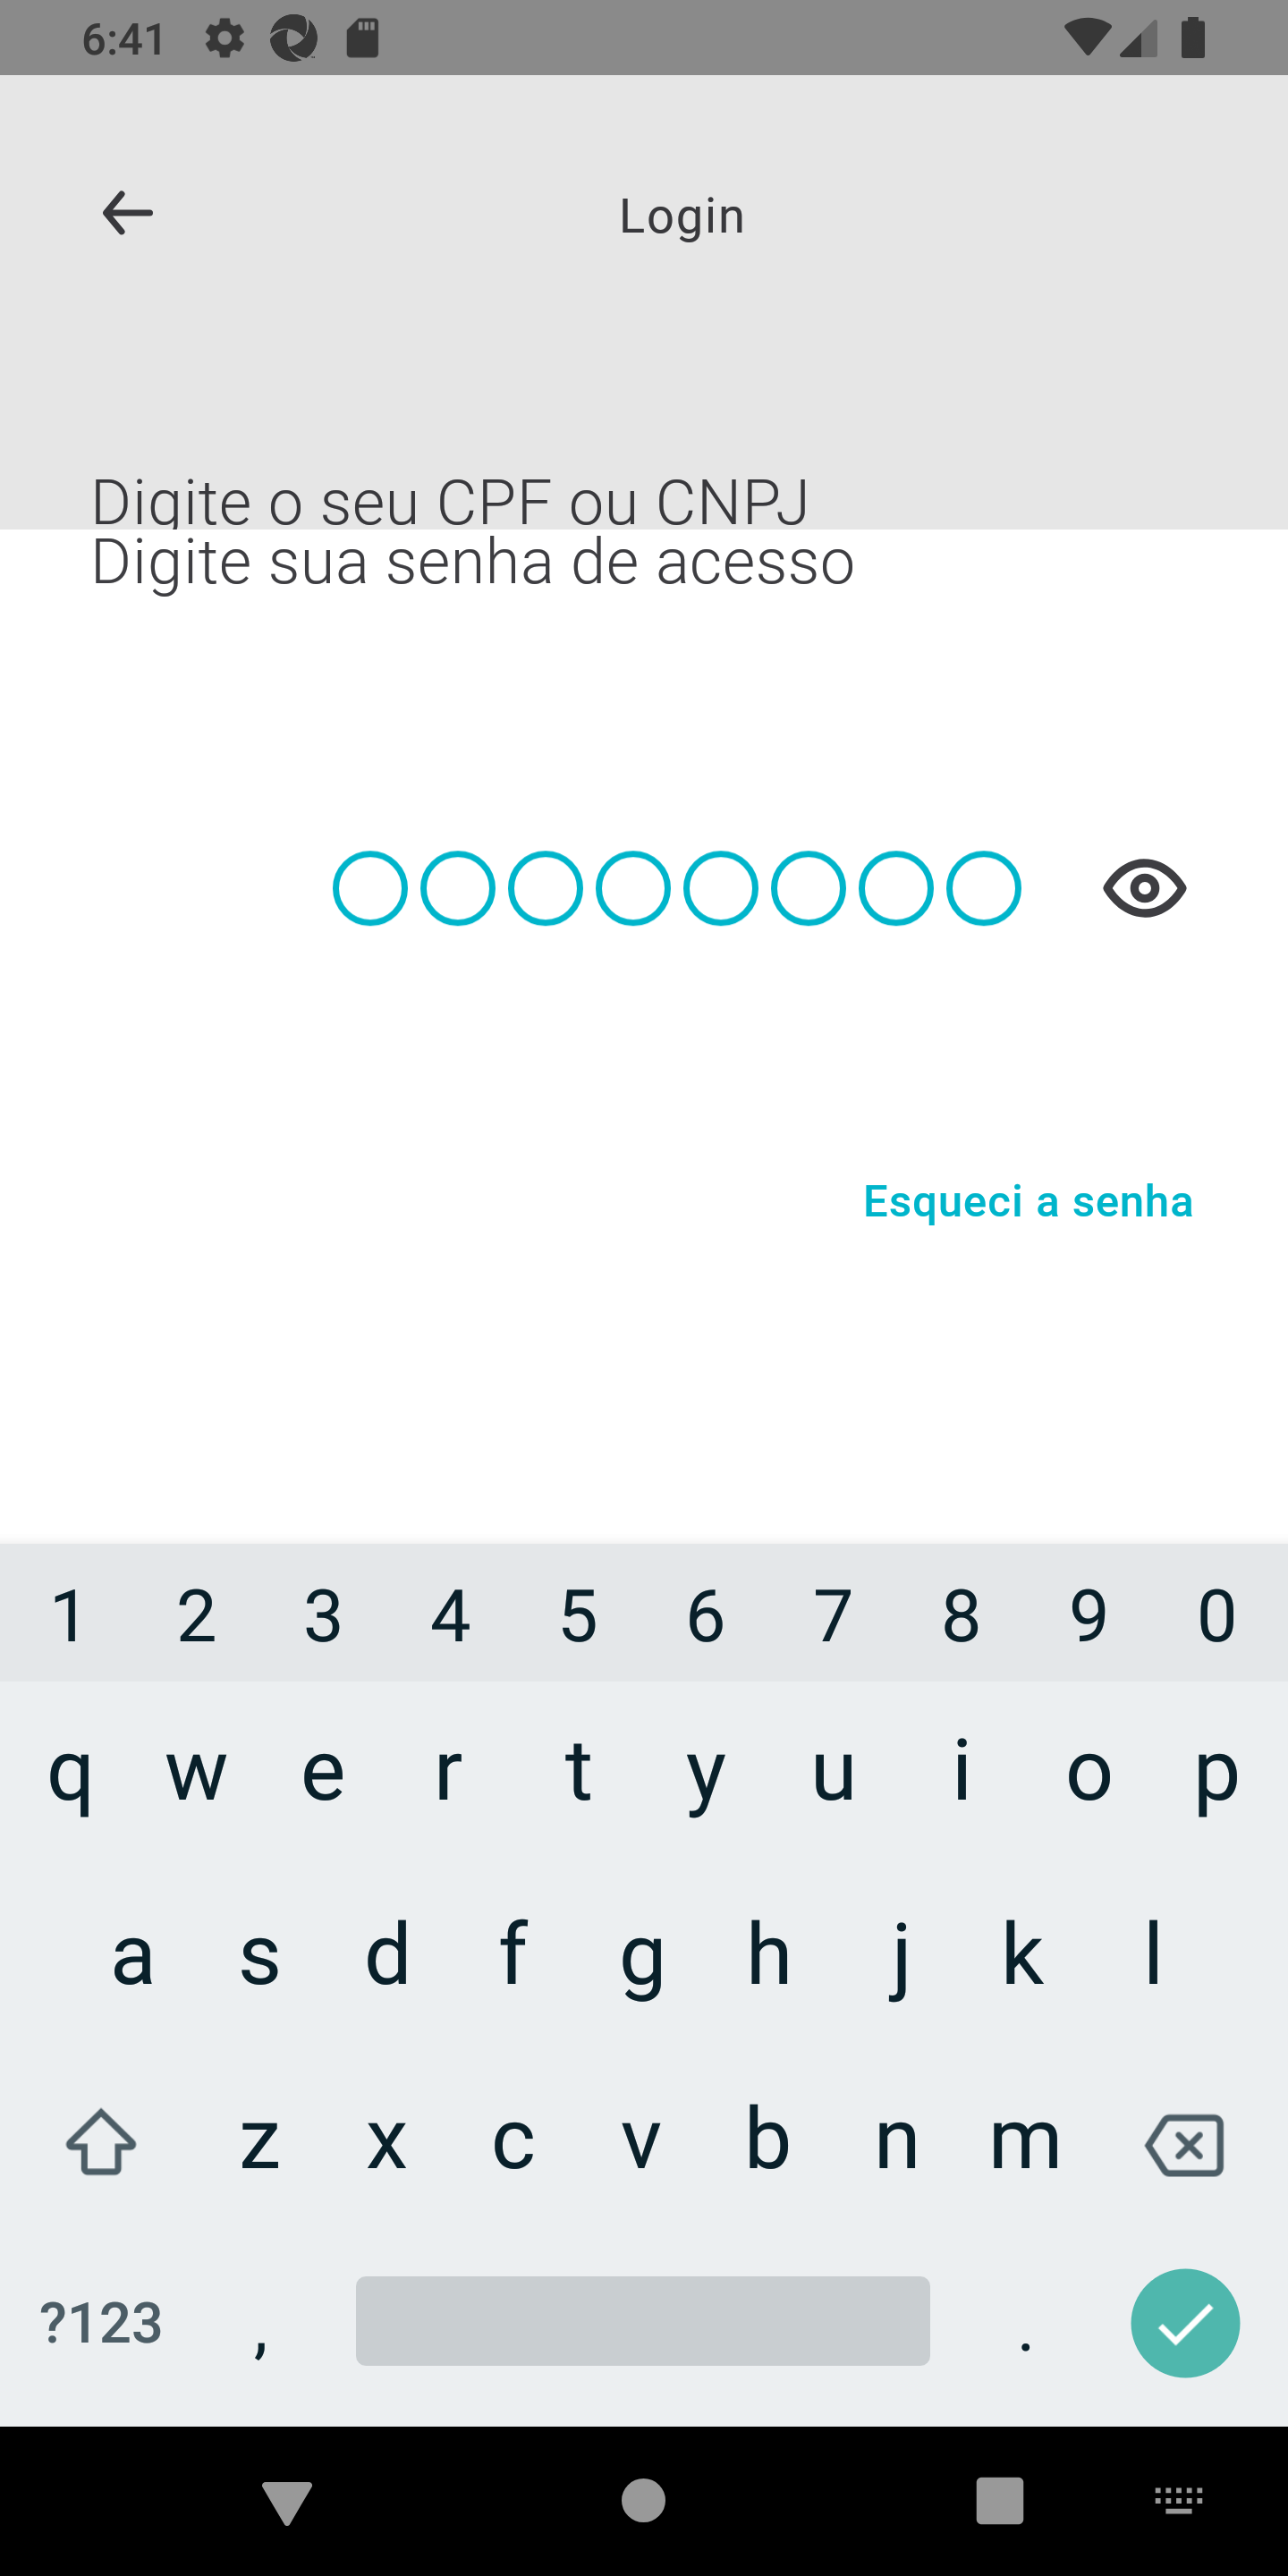 6:41
Login
Digite o seu CPF ou CNPJ
Digite sua senha de acesso
Esqueci a senha
1 2 3 4 5 6 7 8 9 0
q w e r t y u i o p
a s d f g h j k l
z x c v b n m
?123 , .